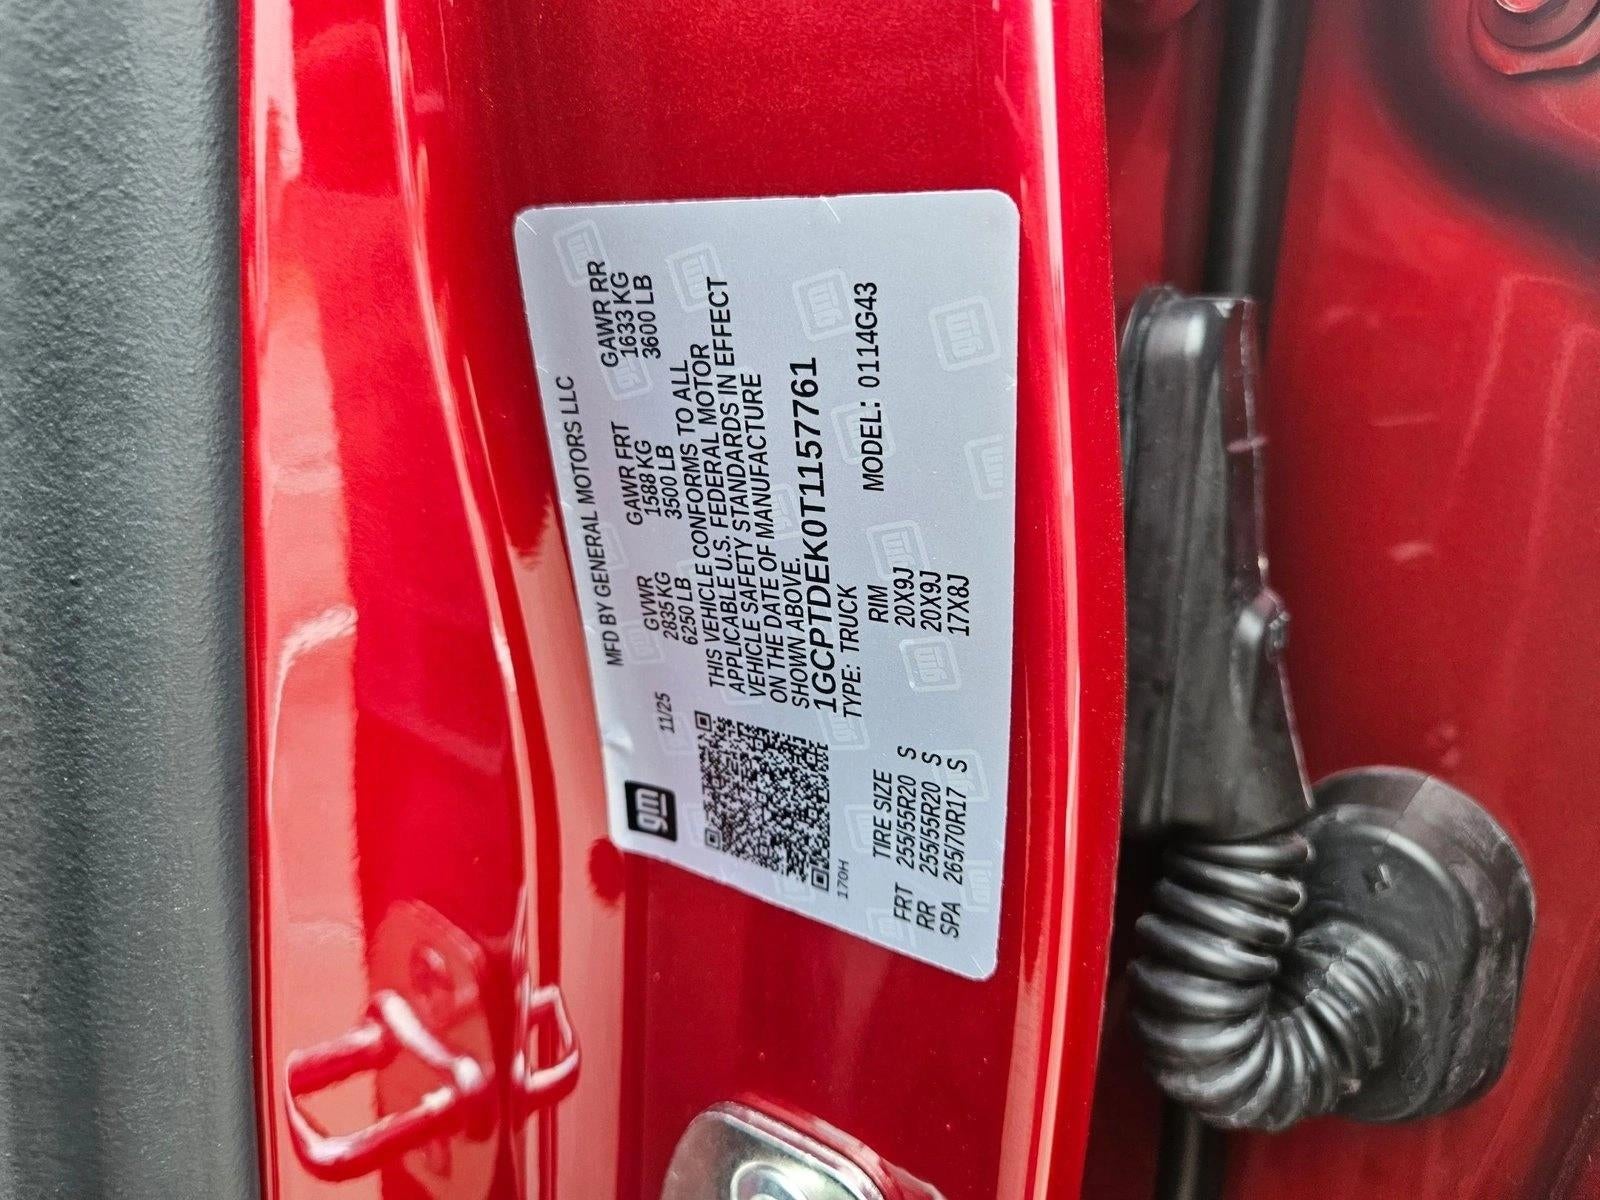 gm
MFD BY GENERAL MOTORS LLC
11/25 GVWR GAWR FRT GAWR RR
2835 KG 1588 KG 1633 KG
6250 LB 3500 LB 3600 LB
THIS VEHICLE CONFORMS TO ALL
APPLICABLE U.S. FEDERAL MOTOR
VEHICLE SAFETY STANDARDS IN EFFECT
ON THE DATE OF MANUFACTURE
SHOWN ABOVE.
1GCPTDEK0T1157761
170H TYPE: TRUCK MODEL: 0114G43
TIRE SIZE RIM
FRT 255/55R20 S 20X9J
RR 255/55R20 S 20X9J
SPA 265/70R17 S 17X8J